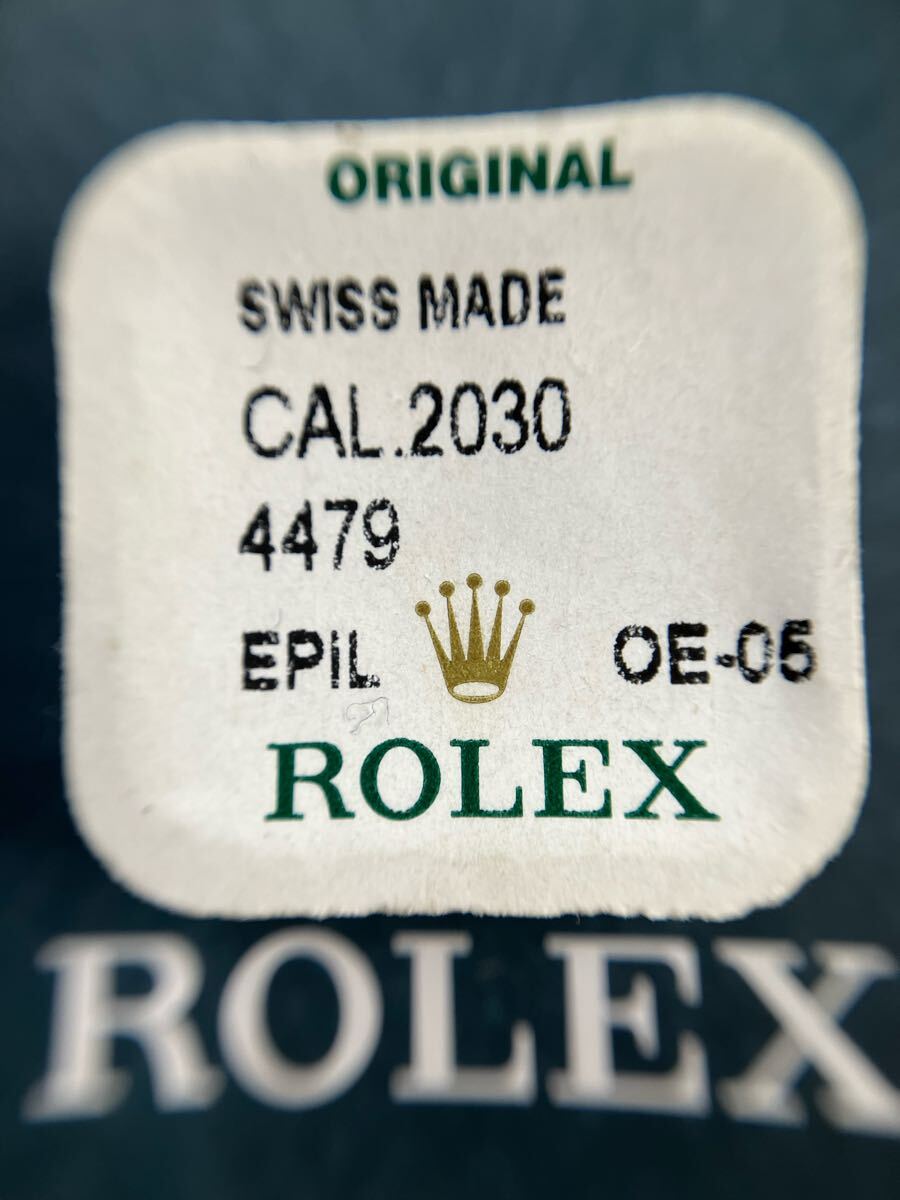 ORIGINAL
SWISS MADE
CAL.2030
4479
EPIL OE-05
ROLEX
ROLEX